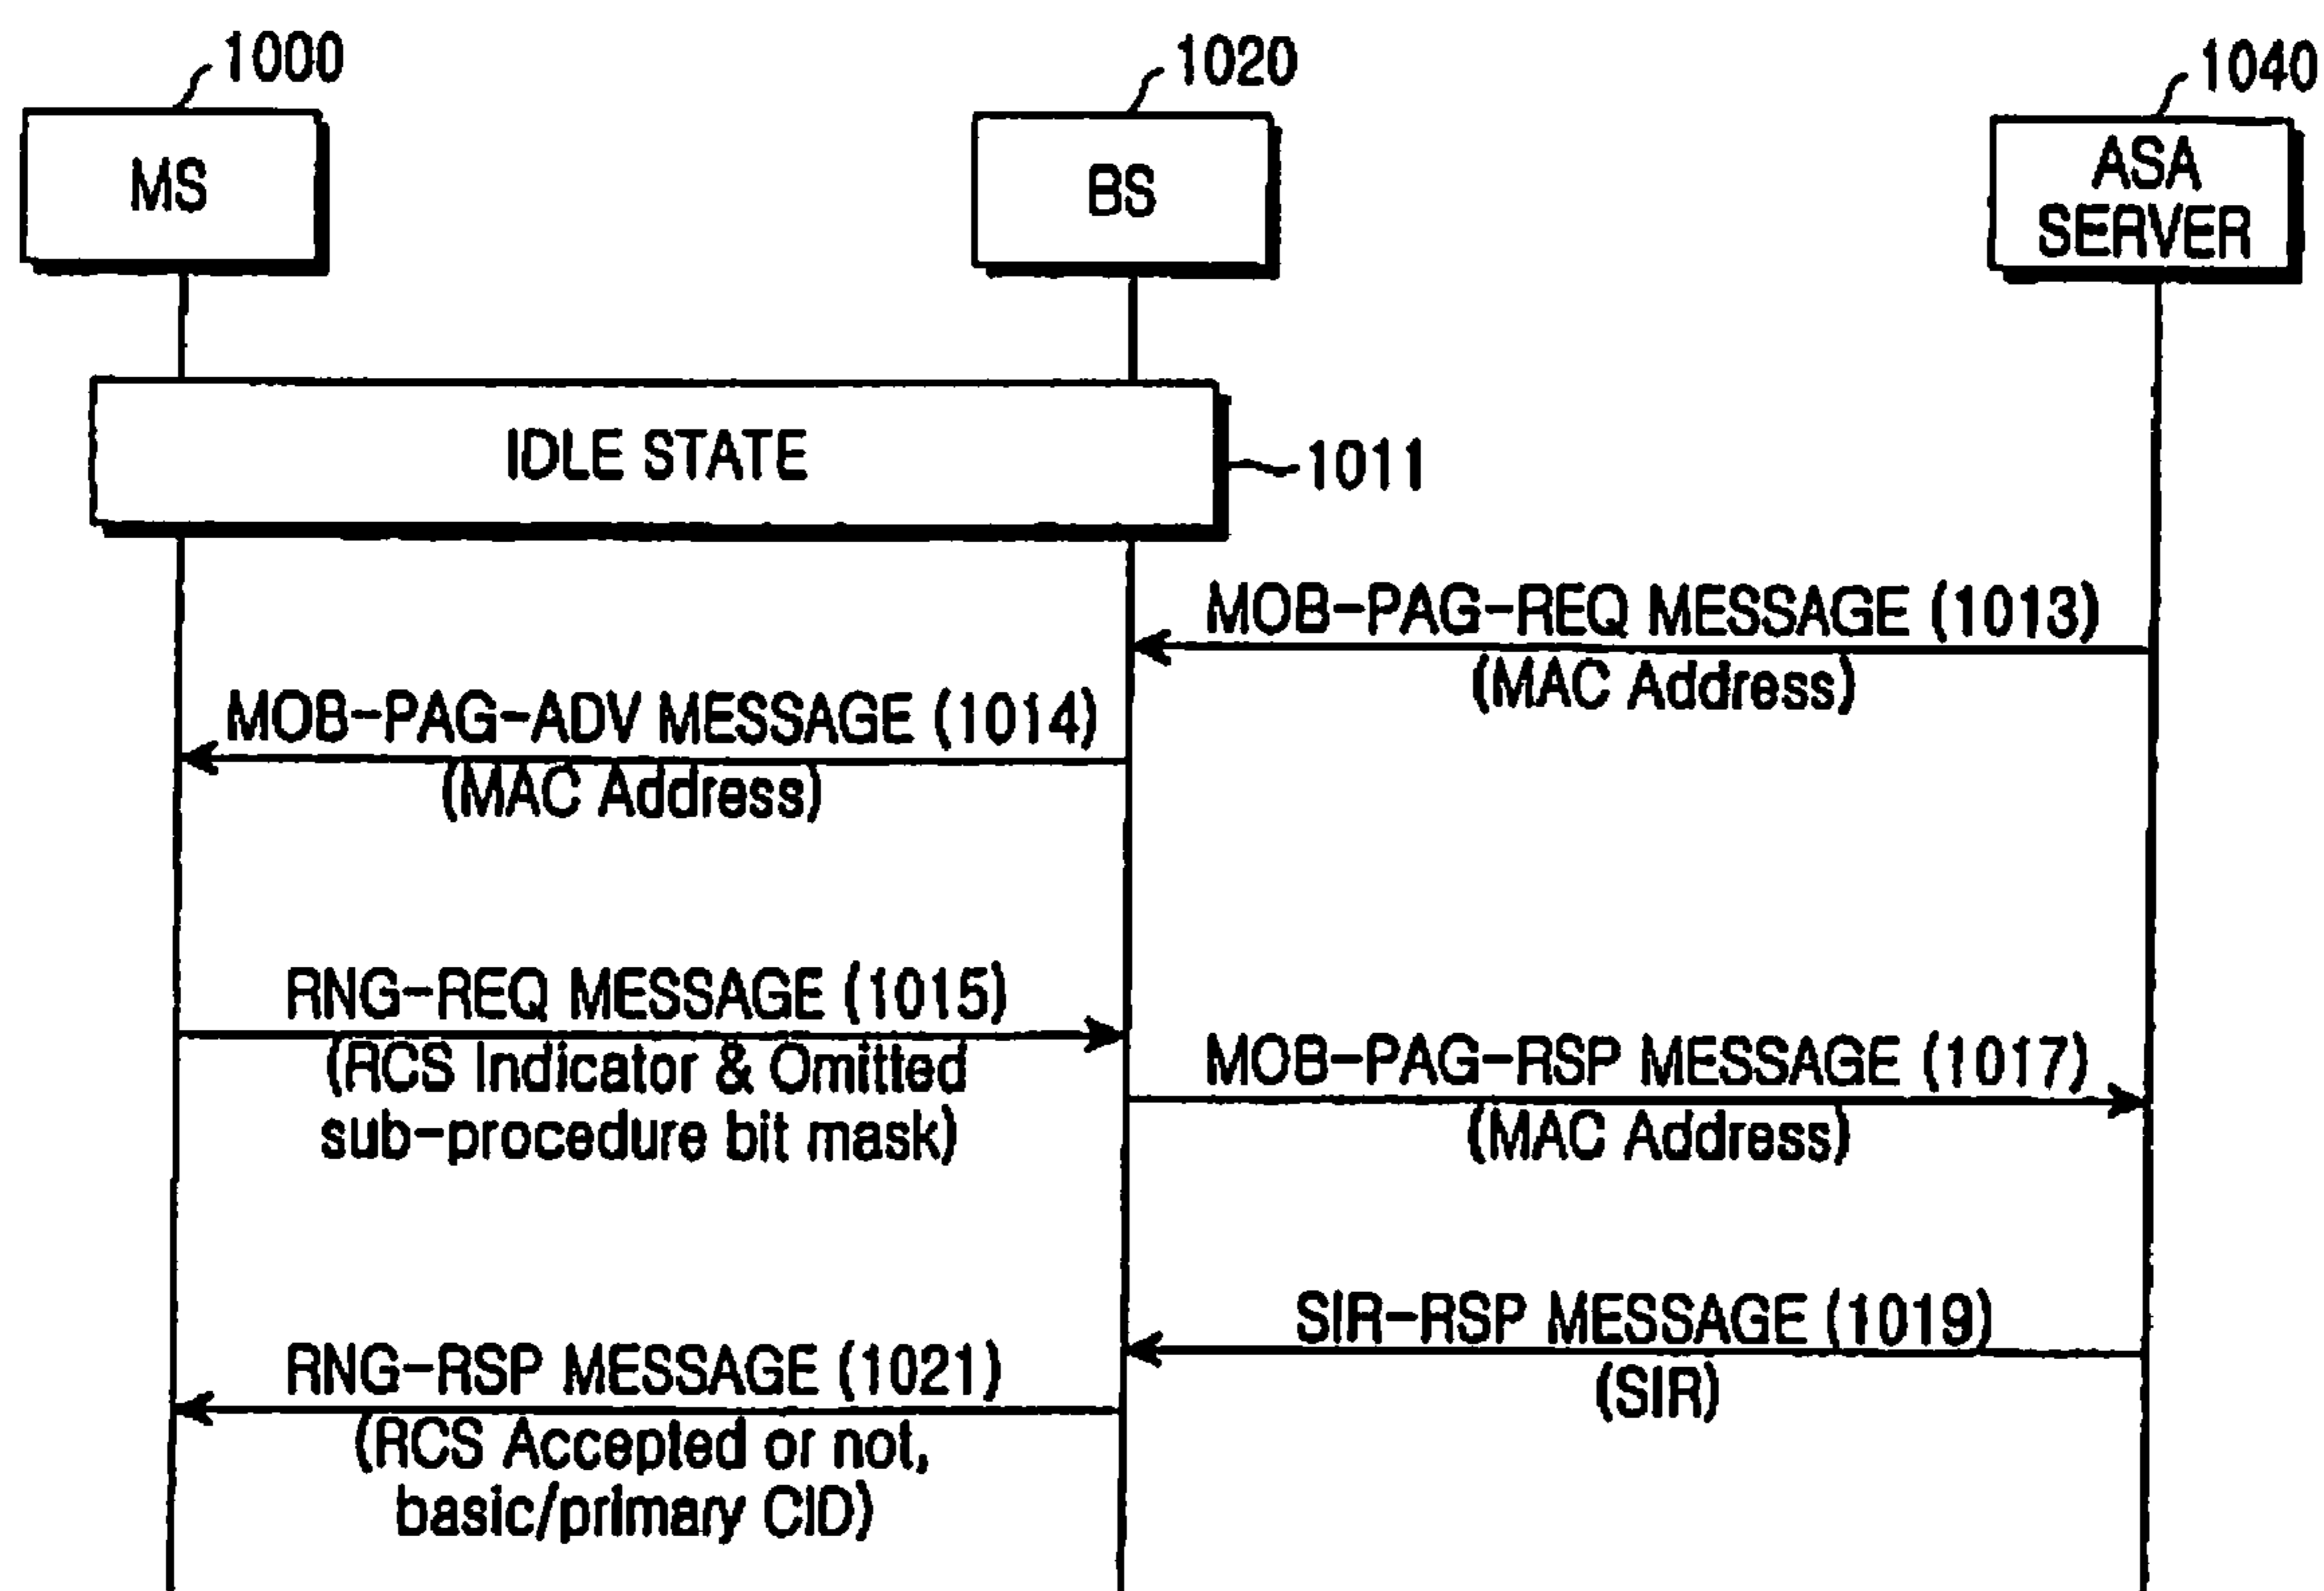 1000
1020
1040
MS
BS
ASA
SERVER
IDLE STATE
1011
MOB-PAG-REQ MESSAGE (1013)
(MAC Address)
MOB-PAG-ADV MESSAGE (1014)
(MAC Address)
RNG-REQ MESSAGE (1015)
(RCS Indicator & Omitted
sub-procedure bit mask)
MOB-PAG-RSP MESSAGE (1017)
(MAC Address)
SIR-RSP MESSAGE (1019)
(SIR)
RNG-RSP MESSAGE (1021)
(RCS Accepted or not,
basic/primary CID)